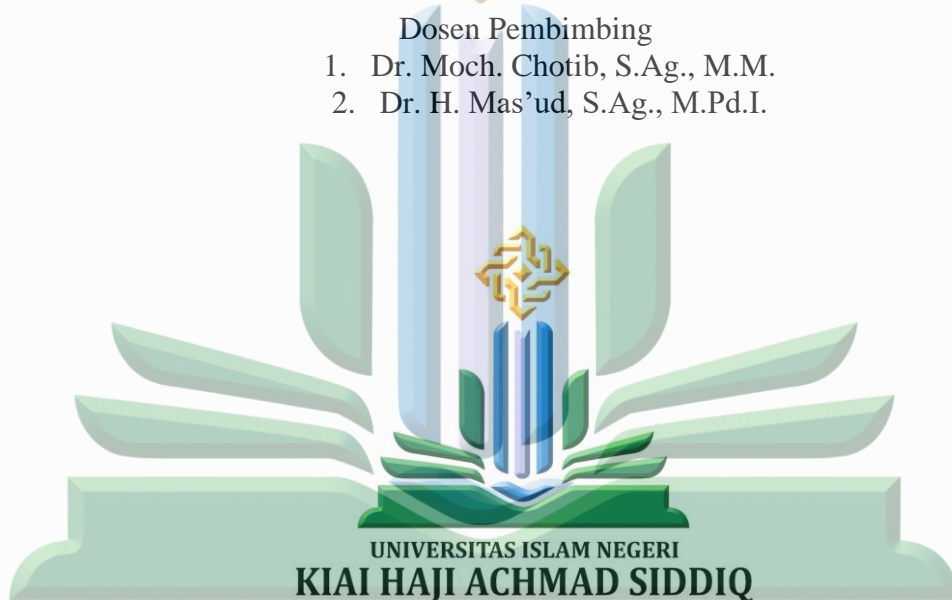 Dosen Pembimbing
1. Dr. Moch. Chotib, S.Ag., M.M.
2. Dr. H. Mas’ud, S.Ag., M.Pd.I.
UNIVERSITAS ISLAM NEGERI
KIAI HAJI ACHMAD SIDDIQ